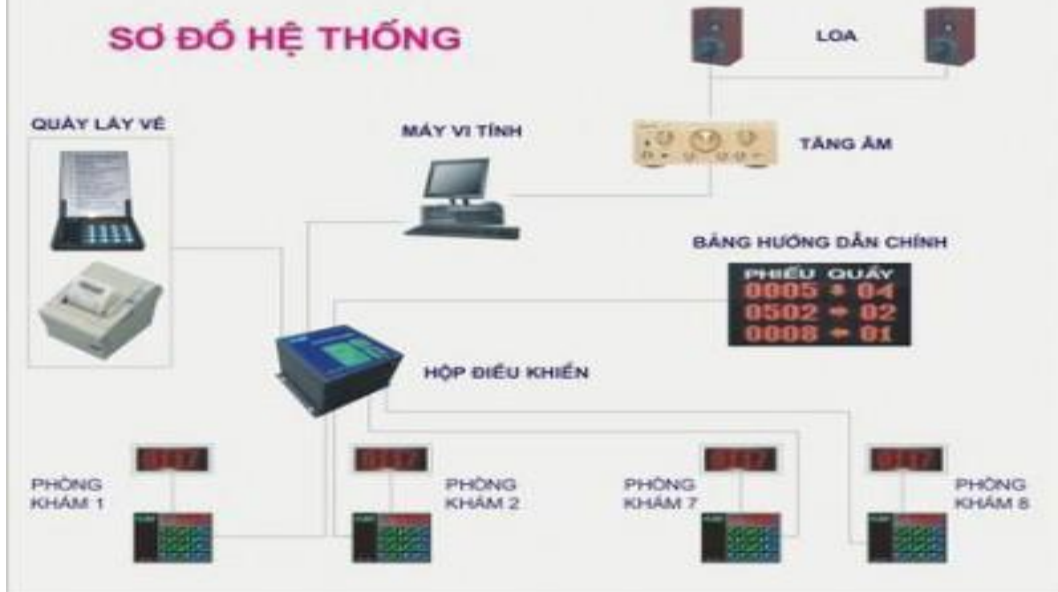 SƠ ĐỒ HỆ THỐNG
LOA
QUẦY LẤY VÉ
MÁY VI TÍNH
TĂNG ÂM
BẢNG HƯỚNG DẪN CHÍNH
PHIẾU QUẦY
0005 04
0502 → 02
0008 ← 01
HỘP ĐIỀU KHIỂN
PHÒNG
KHÁM 1
PHÒNG
KHÁM 2
PHÒNG
KHÁM 7
PHÒNG
KHÁM 8